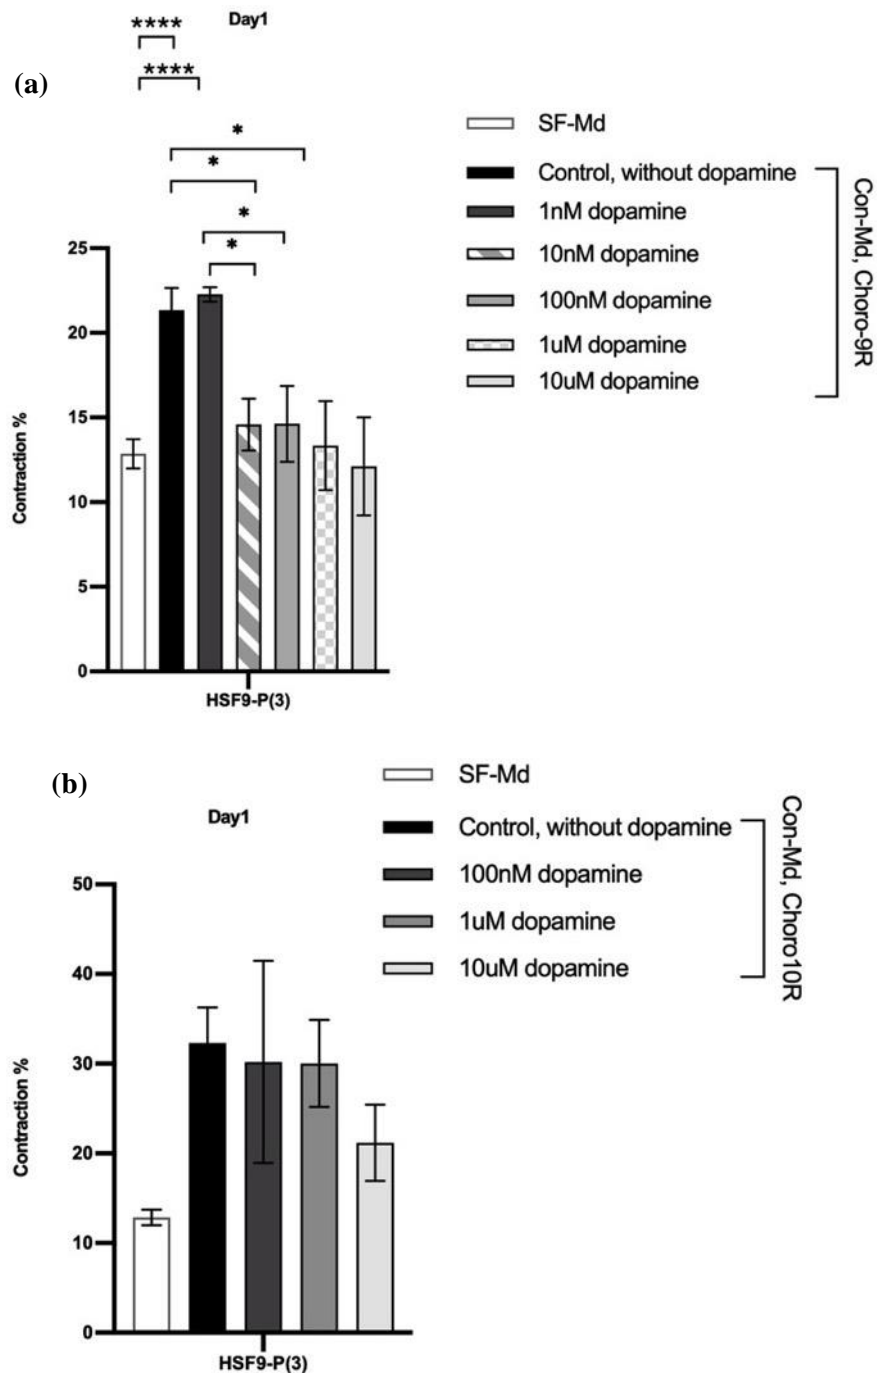 Day1
****
****
(a)
*
*
*
*
SF-Md
Control, without dopamine
1nM dopamine
10nM dopamine
100nM dopamine
1uM dopamine
10uM dopamine
Con-Md, Choro-9R
25
20
15
10
5
0
Contraction %
HSF9-P(3)
(b)
SF-Md
Day1
Control, without dopamine
100nM dopamine
1uM dopamine
10uM dopamine
Con-Md, Choro10R
50
40
30
20
10
0
Contraction %
HSF9-P(3)